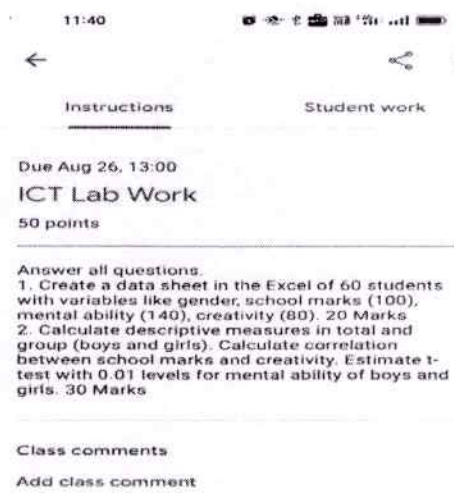 11:40
Instructions
Student work
Due Aug 26, 13:00
ICT Lab Work
50 points
Answer all questions.
1. Create a data sheet in the Excel of 60 students
with variables like gender, school marks (100),
mental ability (140), creativity (80). 20 Marks
2. Calculate descriptive measures in total and
group (boys and girls). Calculate correlation
between school marks and creativity. Estimate t-
test with 0.01 levels for mental ability of boys and
girls. 30 Marks
Class comments
Add class comment